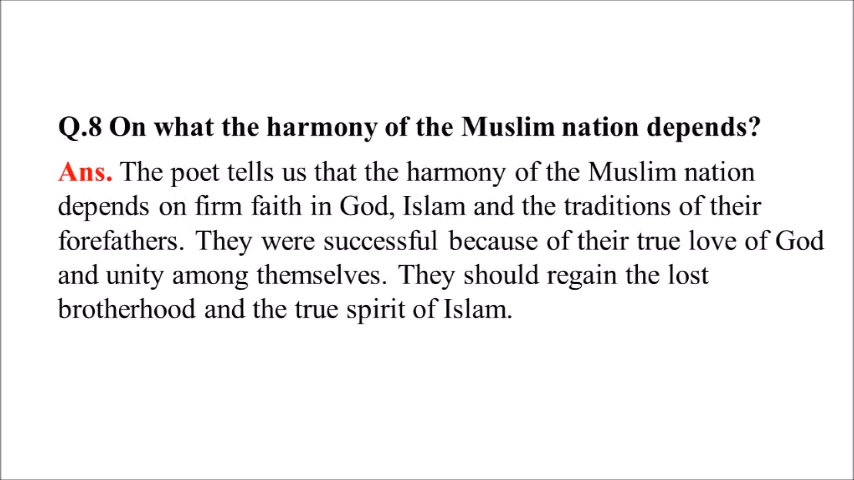 Q.8 On what the harmony of the Muslim nation depends?
Ans. The poet tells us that the harmony of the Muslim nation
depends on firm faith in God, Islam and the traditions of their
forefathers. They were successful because of their true love of God
and unity among themselves. They should regain the lost
brotherhood and the true spirit of Islam.